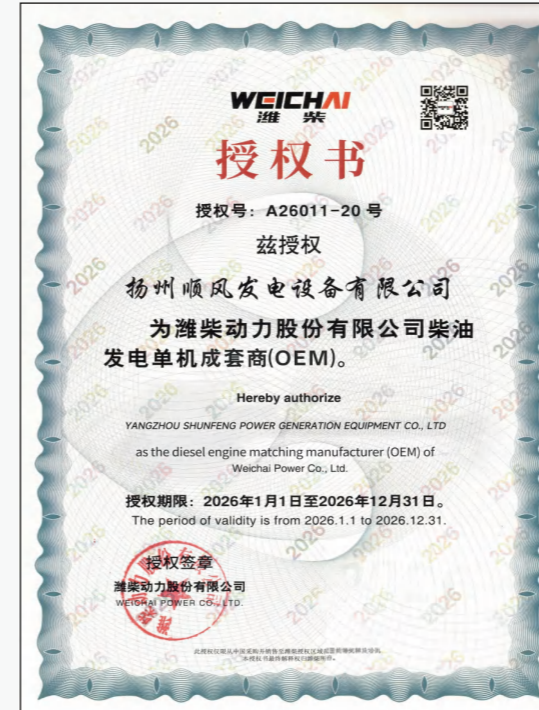 WEICHAI
潍柴
授权书
授权号：A26011-20 号
兹授权
扬州顺风发电设备有限公司
为潍柴动力股份有限公司柴油
发电单机成套商(OEM)。
Hereby authorize
YANGZHOU SHUNFENG POWER GENERATION EQUIPMENT CO., LTD
as the diesel engine matching manufacturer (OEM) of
Weichai Power Co., Ltd.
授权期限：2026年1月1日至2026年12月31日。
The period of validity is from 2026.1.1 to 2026.12.31.
授权签章
潍柴动力股份有限公司
WEICHAI POWER CO., LTD.
2026